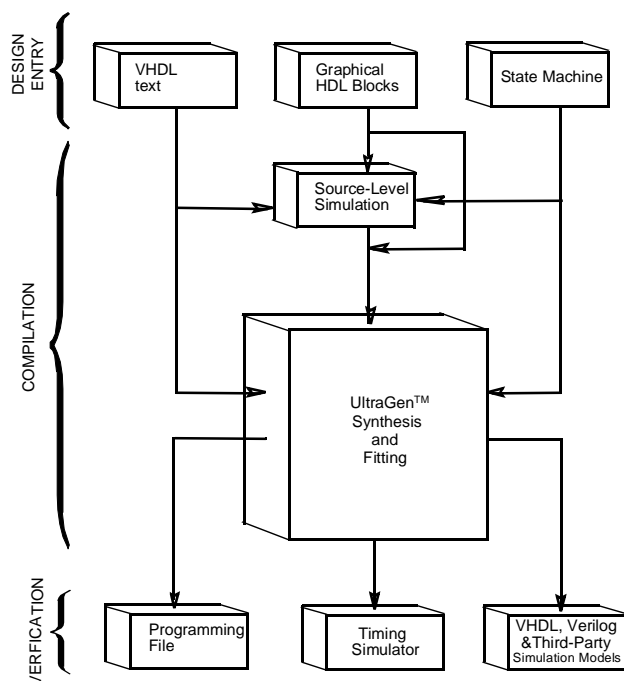 DESIGN
ENTRY
VHDL
text
Graphical
HDL Blocks
State Machine
COMPILATION
Source-Level
Simulation
UltraGen™
Synthesis
and
Fitting
VERFICATION
Programming
File
Timing
Simulator
VHDL, Verilog
&Third-Party
Simulation Models